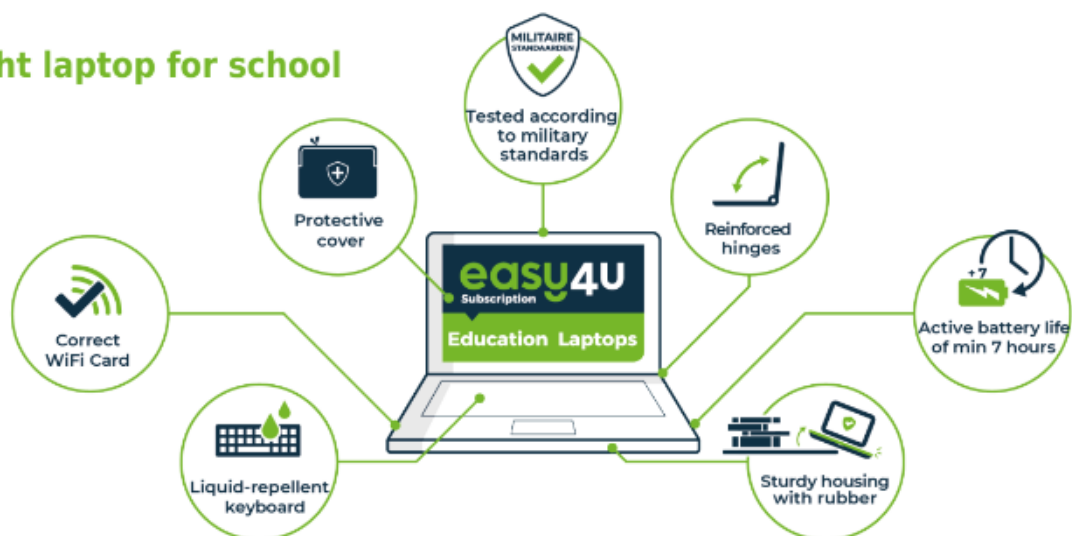 ht laptop for school
MILITAIRE
STANDAARDEN
Tested according
to military
standards
Protective
cover
Reinforced
hinges
easy4U
Subscription
Education Laptops
Correct
WiFi Card
+7
Active battery life
of min 7 hours
Liquid-repellent
keyboard
Sturdy housing
with rubber